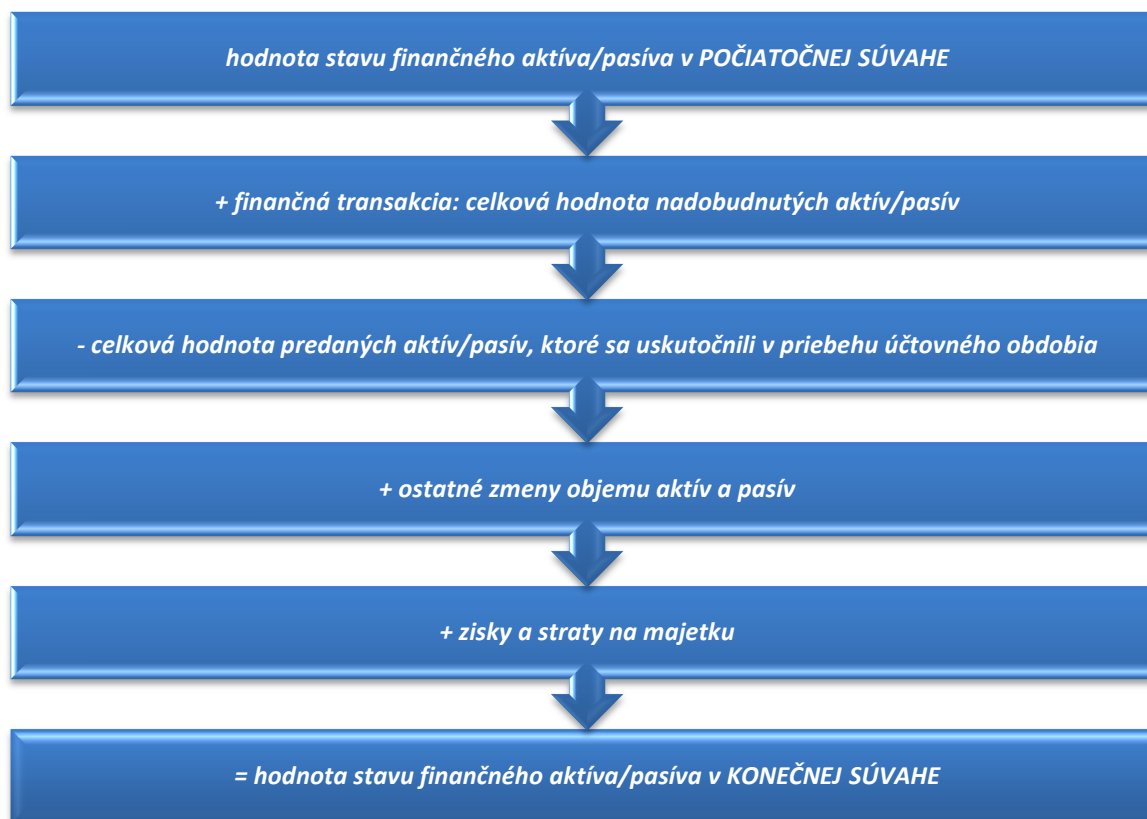 hodnota stavu finančného aktíva/pasíva v POČIATOČNEJ SÚVAHE
+ finančná transakcia: celková hodnota nadobudnutých aktív/pasív
- celková hodnota predaných aktív/pasív, ktoré sa uskutočnili v priebehu účtovného obdobia
+ ostatné zmeny objemu aktív a pasív
+ zisky a straty na majetku
= hodnota stavu finančného aktíva/pasíva v KONEČNEJ SÚVAHE